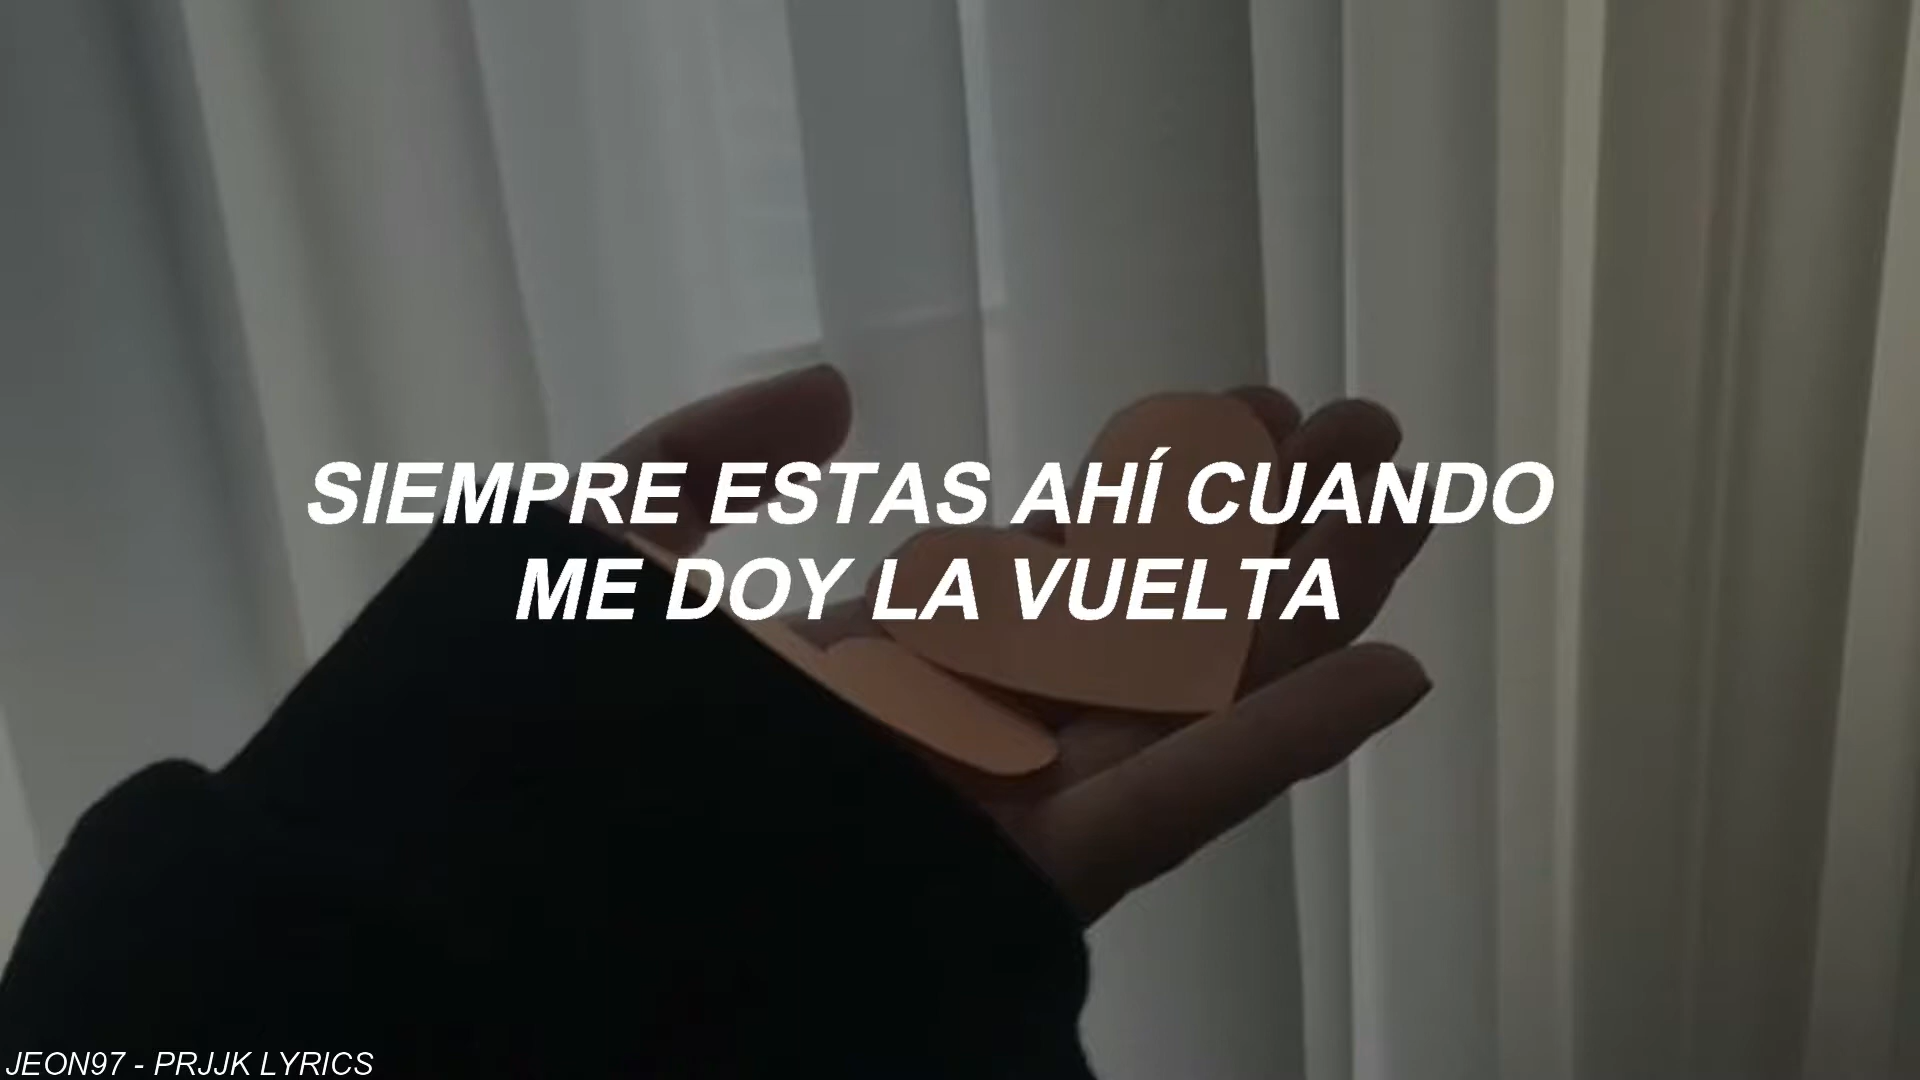 SIEMPRE ESTAS AHÍ CUANDO
ME DOY LA VUELTA
JEON97 - PRJJK LYRICS